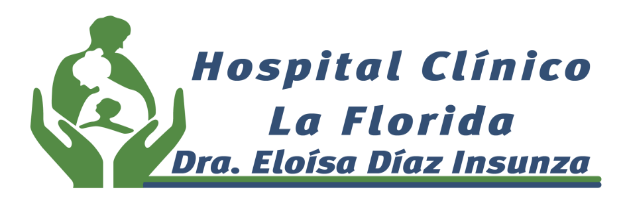 Hospital Clínico
La Florida
Dra. Eloísa Díaz Insunza